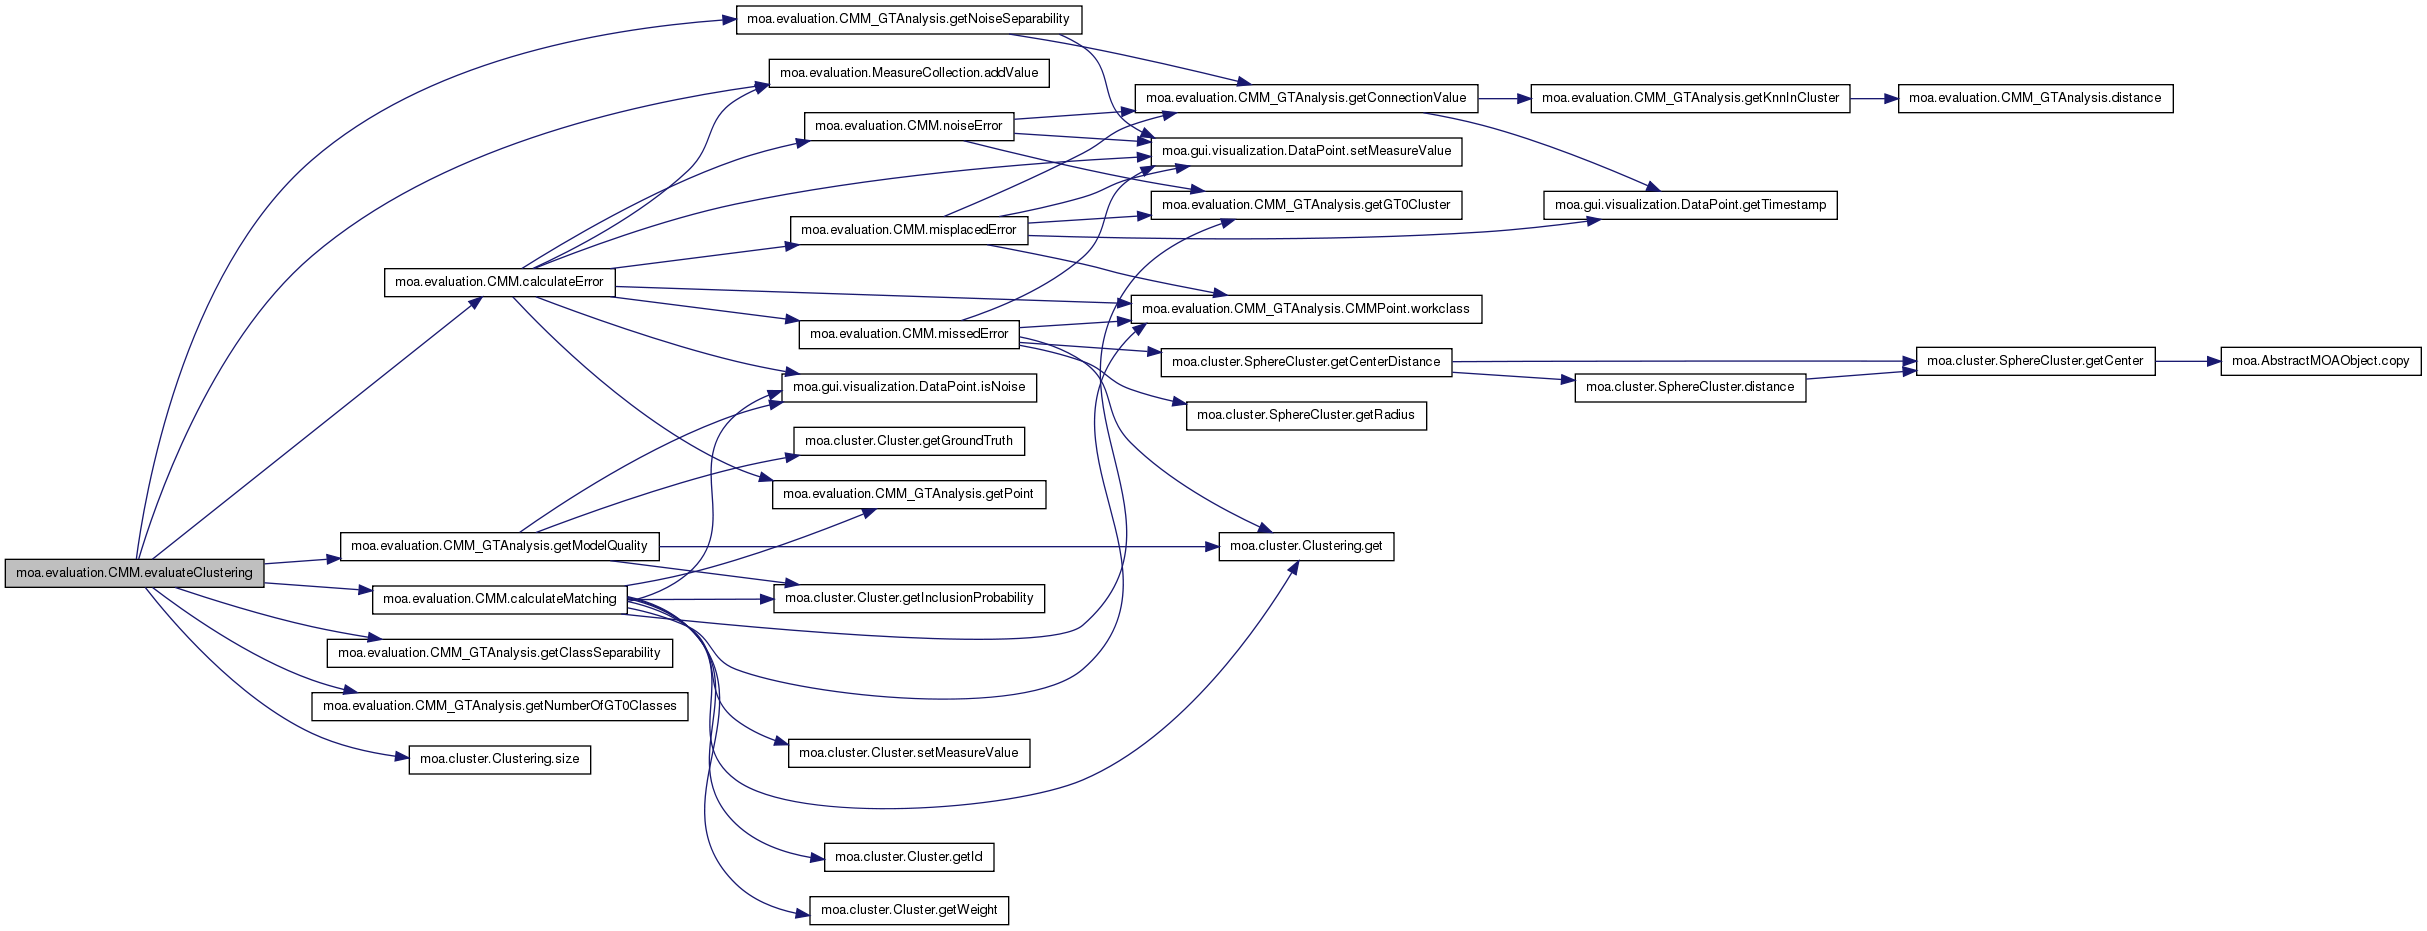 moa.evaluation.CMM_GTAnalysis.getNoiseSeparability
moa.evaluation.MeasureCollection.addValue
moa.evaluation.CMM_GTAnalysis.getConnectionValue
moa.evaluation.CMM_GTAnalysis.getKnnInCluster
moa.evaluation.CMM_GTAnalysis.distance
moa.evaluation.CMM.noiseError
moa.gui.visualization.DataPoint.setMeasureValue
moa.evaluation.CMM_GTAnalysis.getGT0Cluster
moa.gui.visualization.DataPoint.getTimestamp
moa.evaluation.CMM.misplacedError
moa.evaluation.CMM.calculateError
moa.evaluation.CMM_GTAnalysis.CMMPoint.workclass
moa.evaluation.CMM.missedError
moa.cluster.SphereCluster.getCenterDistance
moa.cluster.SphereCluster.getCenter
moa.AbstractMOAObject.copy
moa.gui.visualization.DataPoint.isNoise
moa.cluster.SphereCluster.distance
moa.cluster.SphereCluster.getRadius
moa.cluster.Cluster.getGroundTruth
moa.evaluation.CMM_GTAnalysis.getPoint
moa.evaluation.CMM_GTAnalysis.getModelQuality
moa.cluster.Clustering.get
moa.evaluation.CMM.evaluateClustering
moa.evaluation.CMM.calculateMatching
moa.cluster.Cluster.getInclusionProbability
moa.evaluation.CMM_GTAnalysis.getClassSeparability
moa.evaluation.CMM_GTAnalysis.getNumberOfGT0Classes
moa.cluster.Clustering.size
moa.cluster.Cluster.setMeasureValue
moa.cluster.Cluster.getId
moa.cluster.Cluster.getWeight